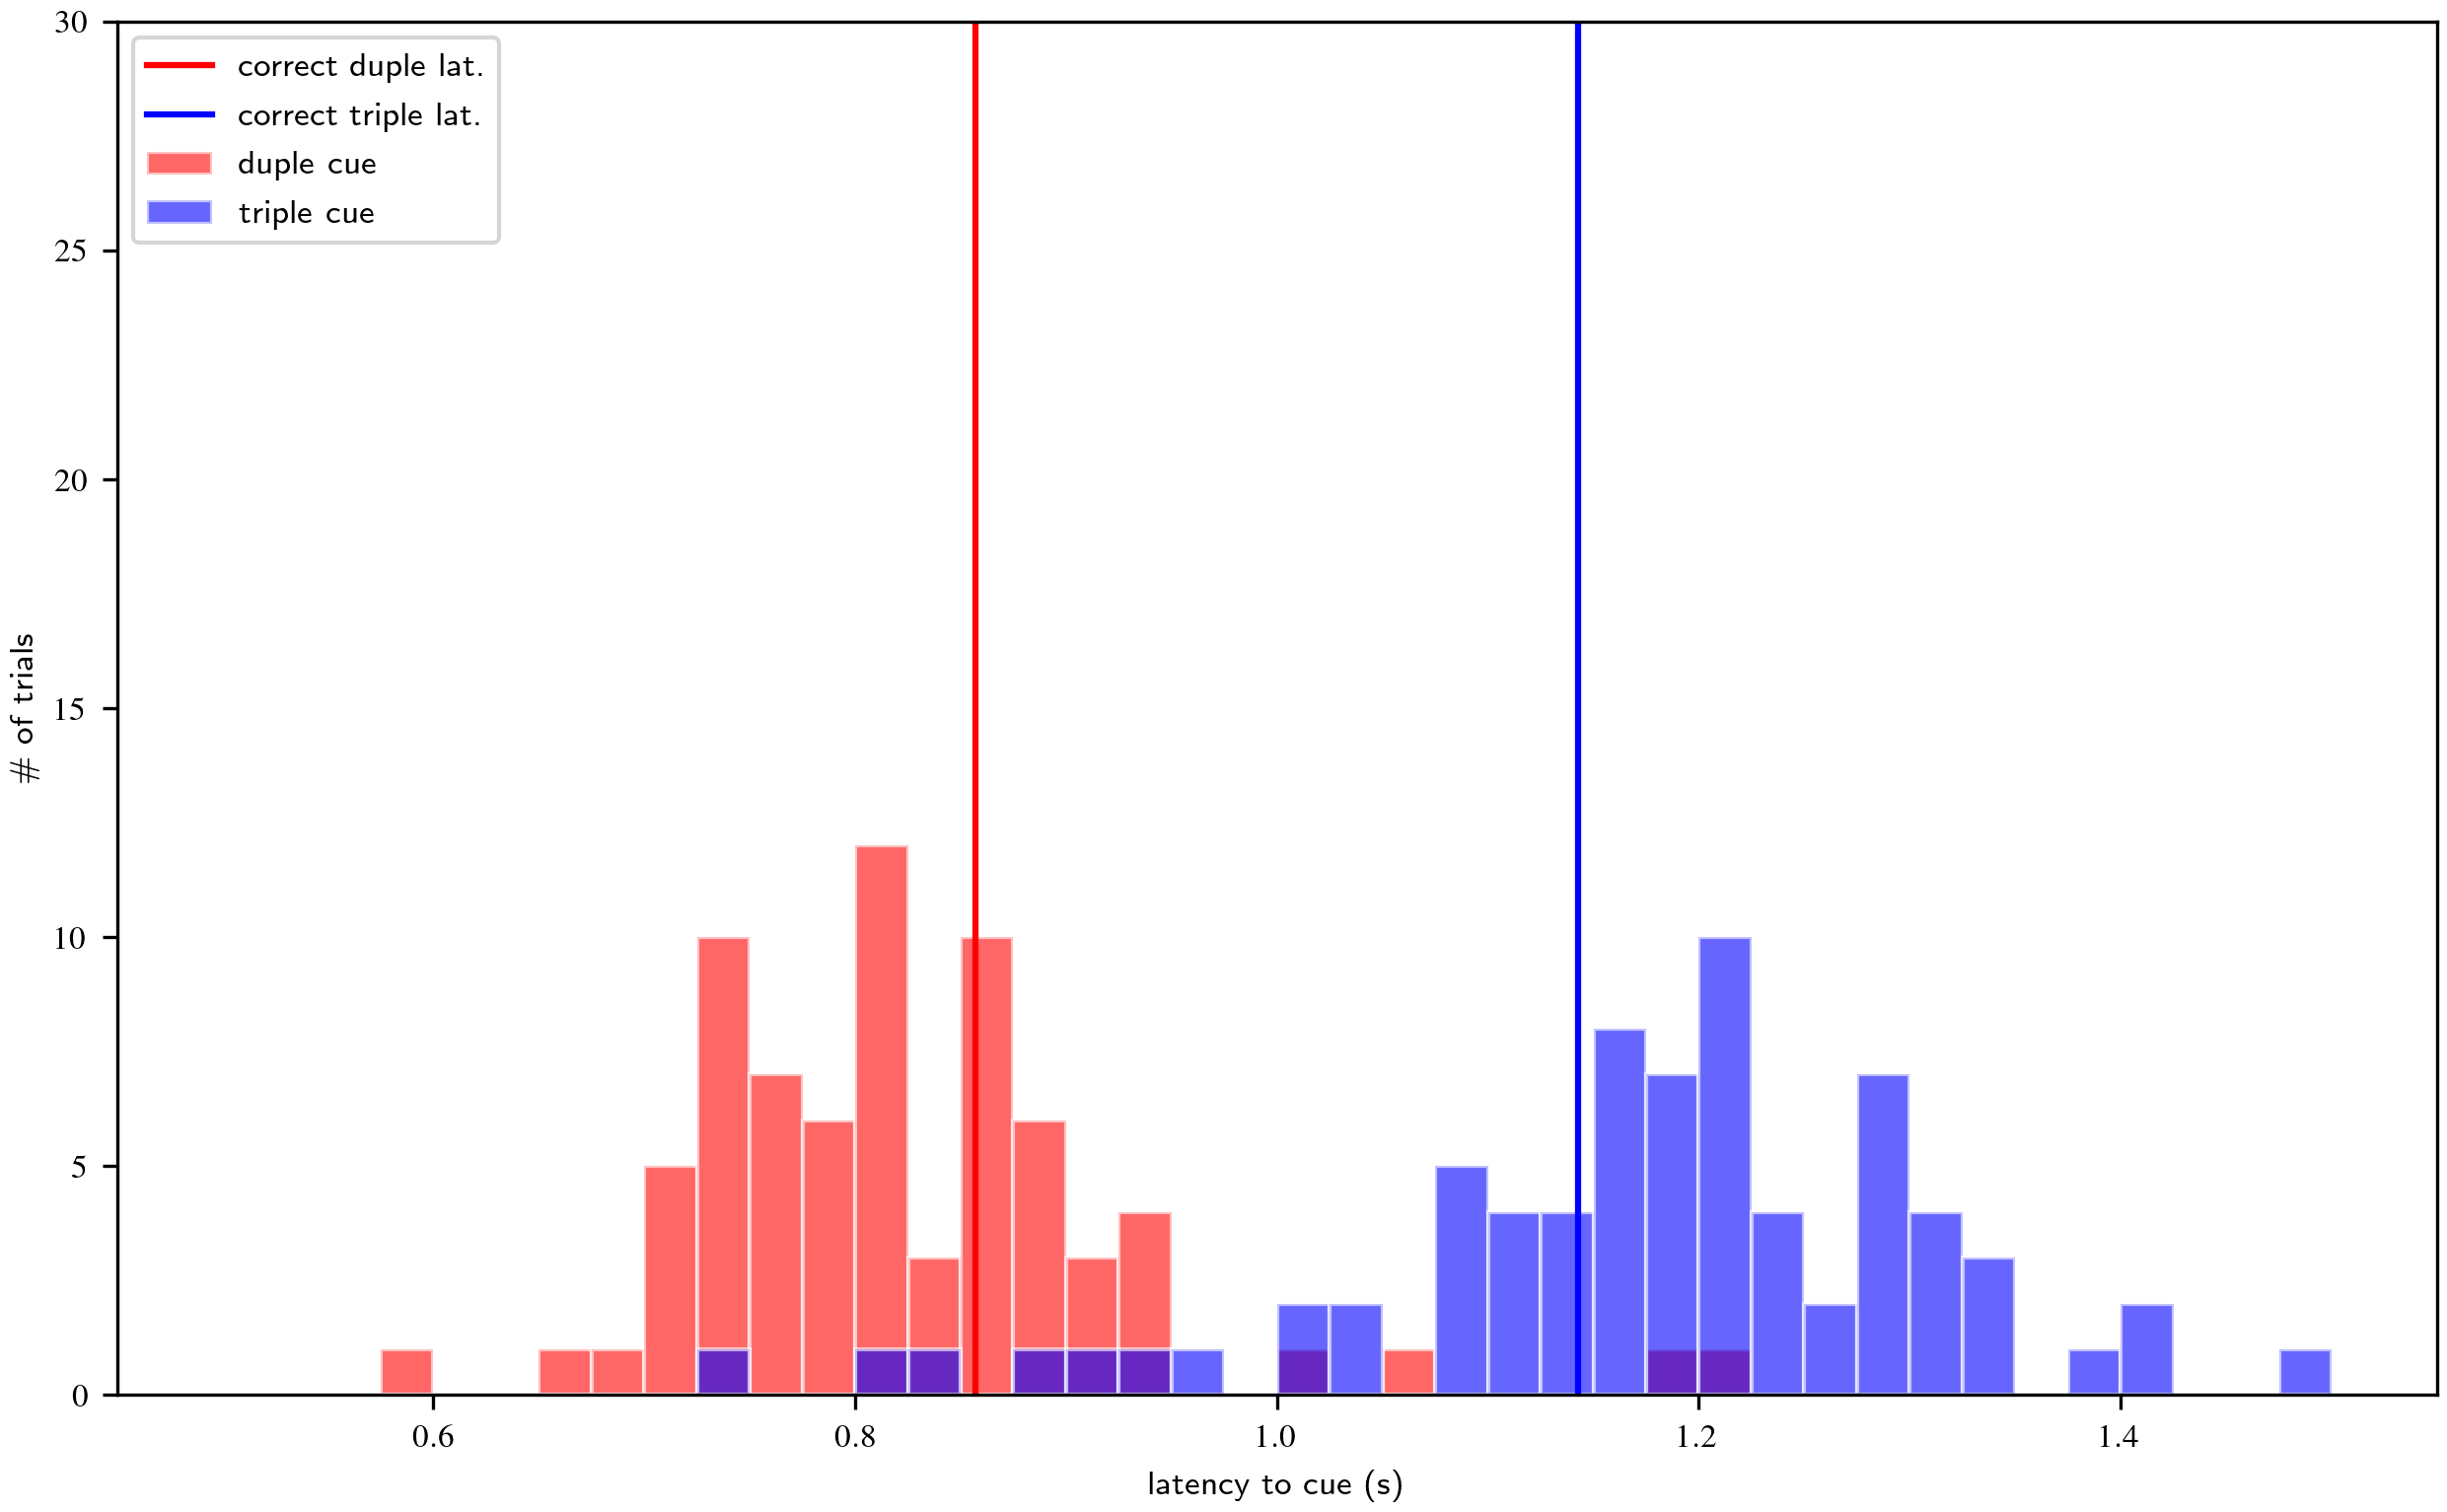 30
25
20
15
10
5
0
# of trials
correct duple lat.
correct triple lat.
duple cue
triple cue
0.6 0.8 1.0 1.2 1.4
latency to cue (s)